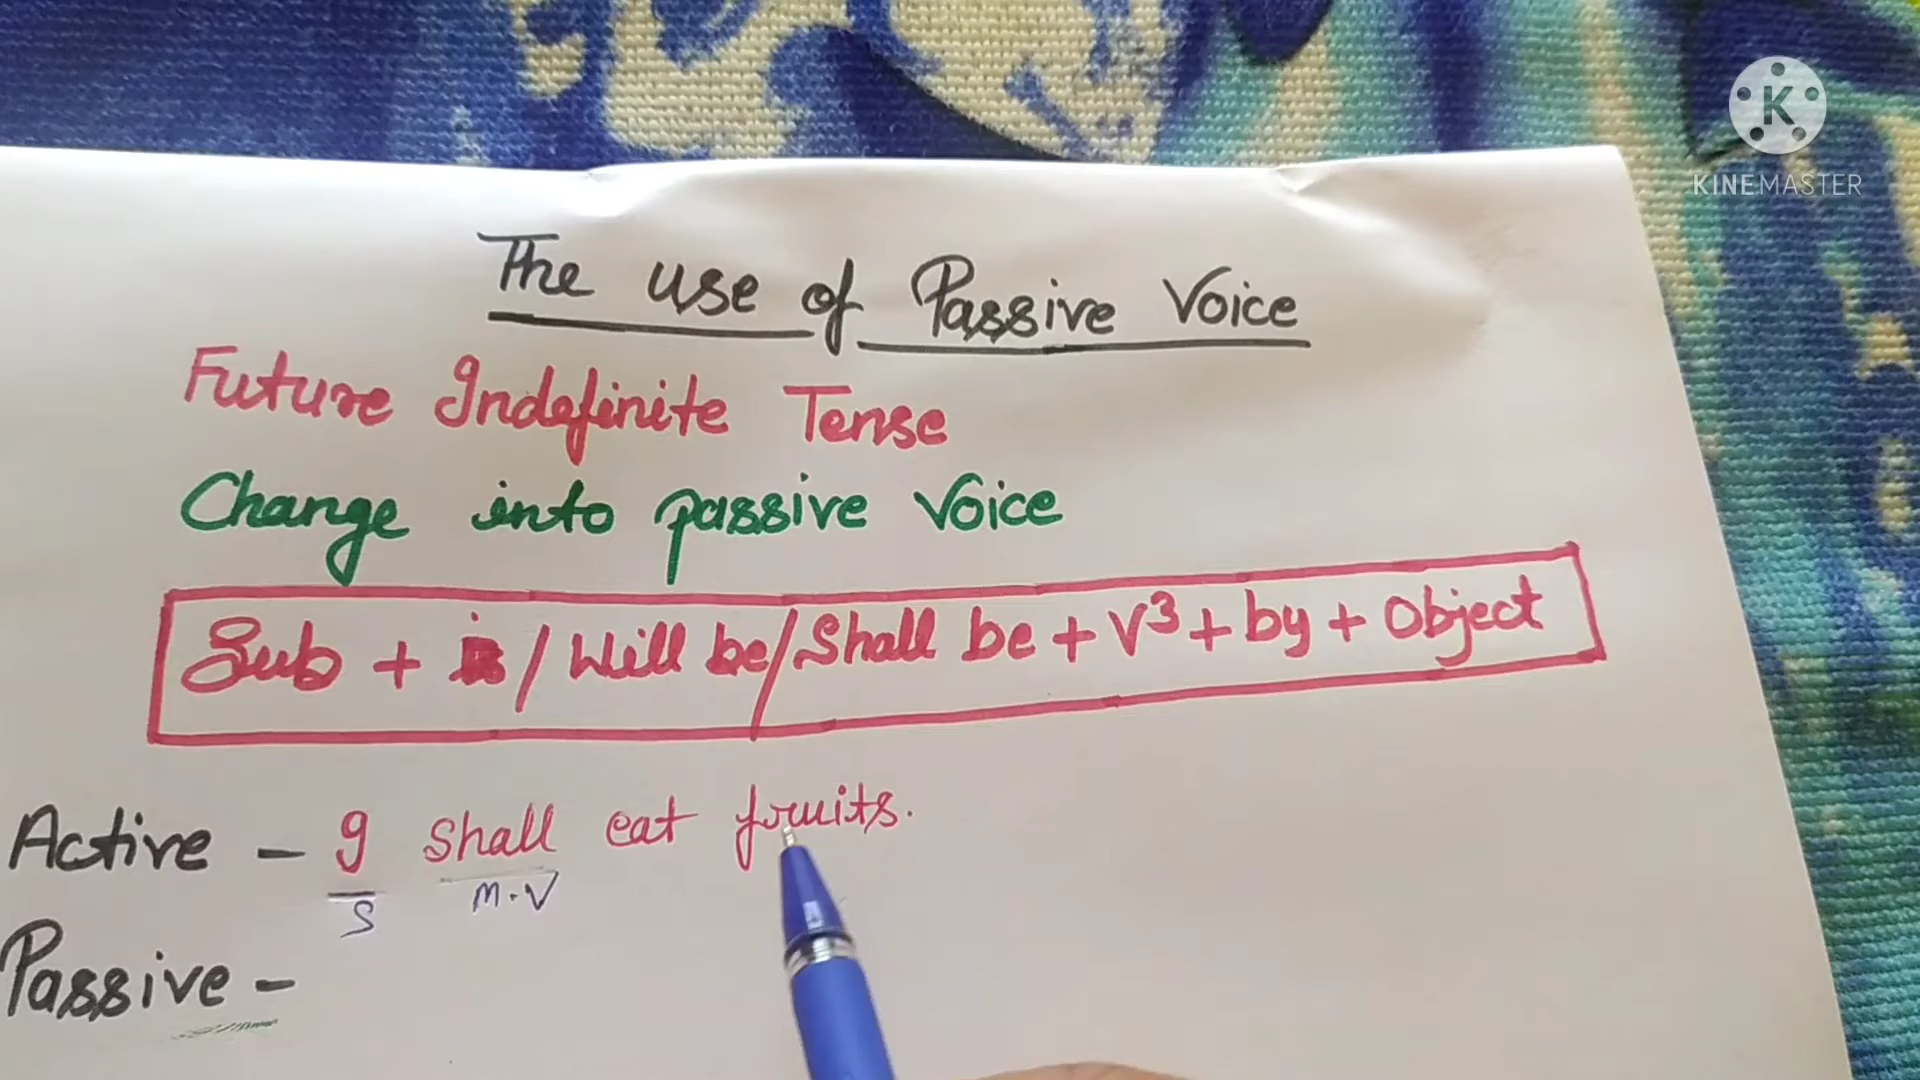 K
KINEMASTER
The use of Passive Voice
Future Indefinite Tense
Change into passive Voice
Sub + / Will be / Shall be + V³ + by + Object
Active - I Shall eat fruits.
S M.V
Passive -